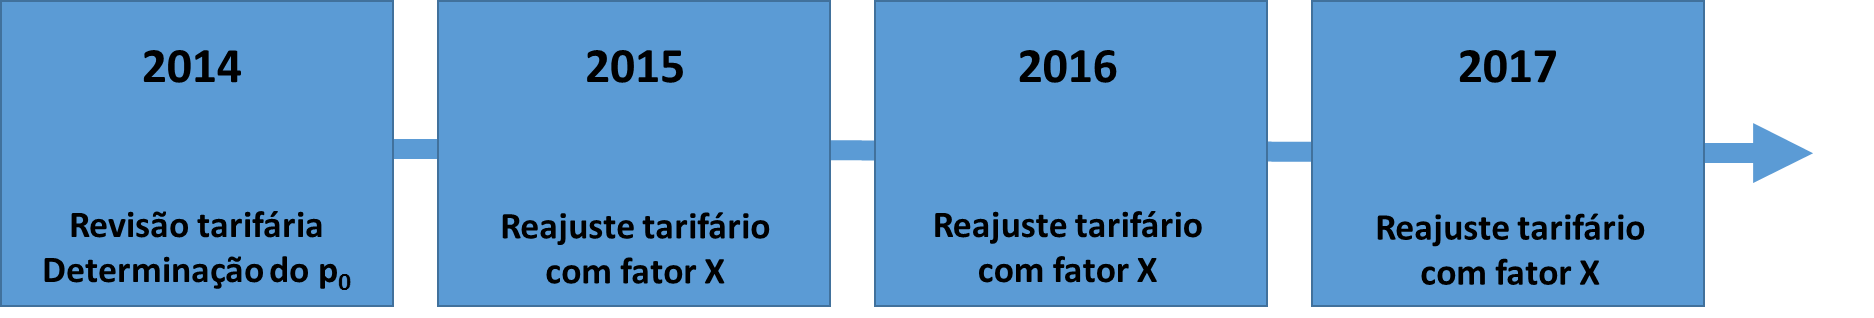 2014
Revisão tarifária
Determinação do p₀
2015
Reajuste tarifário
com fator X
2016
Reajuste tarifário
com fator X
2017
Reajuste tarifário
com fator X